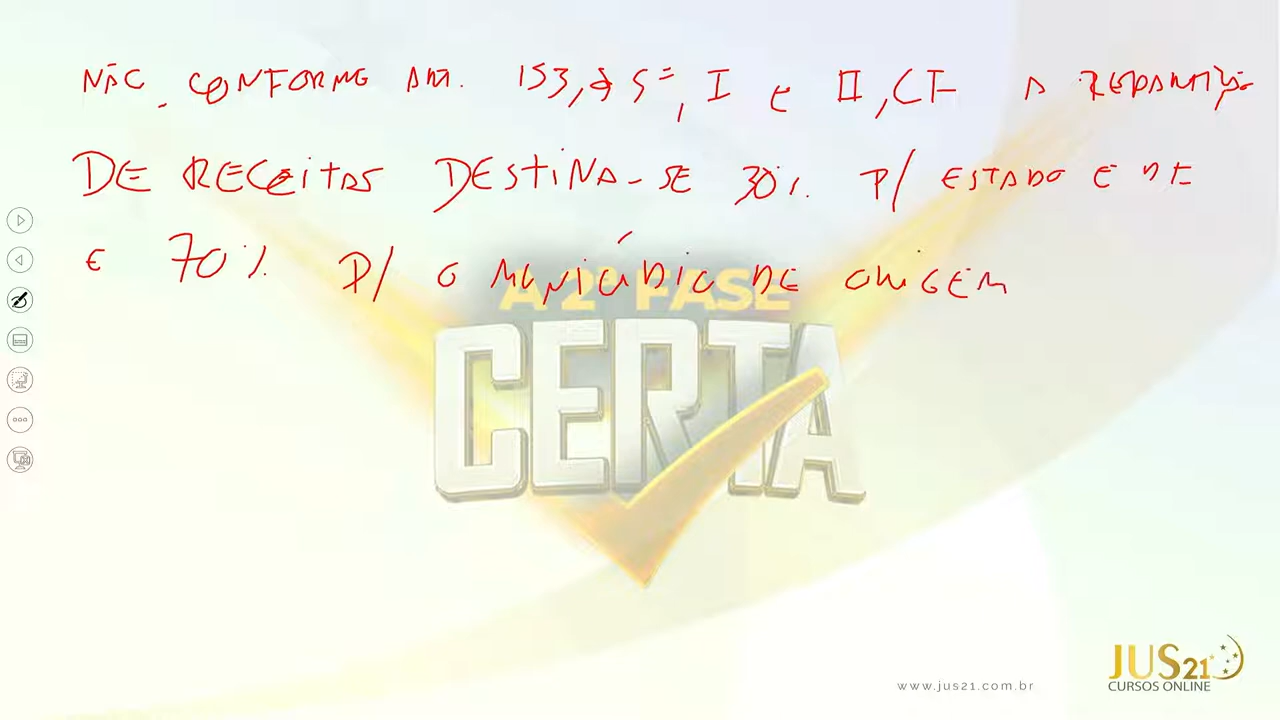 NÃO. CONFORME ART. 153, § 5º, I E II, CF A REPARTIÇÃO
DE RECEITAS DESTINA-SE 30% P/ ESTADO E DF
E 70% P/ O MUNICÍPIO DE ORIGEM
A 2ª FASE
CERTA
JUS21
CURSOS ONLINE
www.jus21.com.br